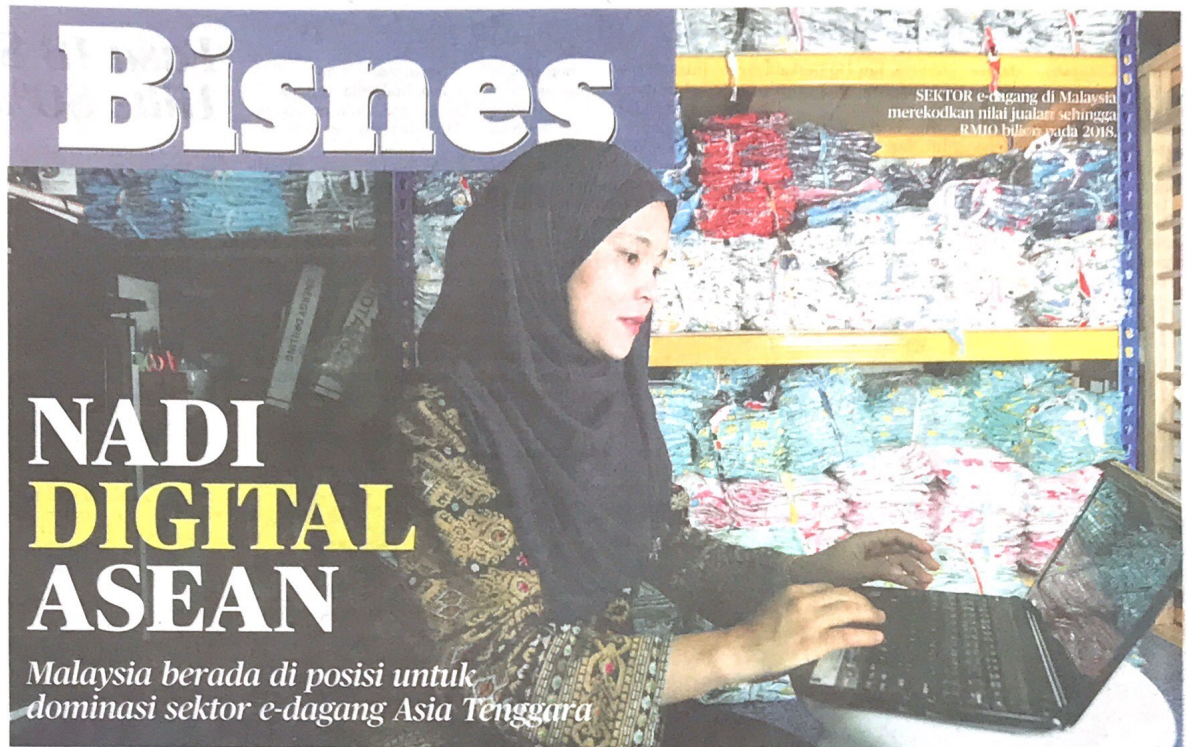 Bisnes
SEKTOR e-dagang di Malaysia
merekodkan nilai jualan sehingga
RM10 bilion pada 2018.
NADI
DIGITAL
ASEAN
Malaysia berada di posisi untuk
dominasi sektor e-dagang Asia Tenggara